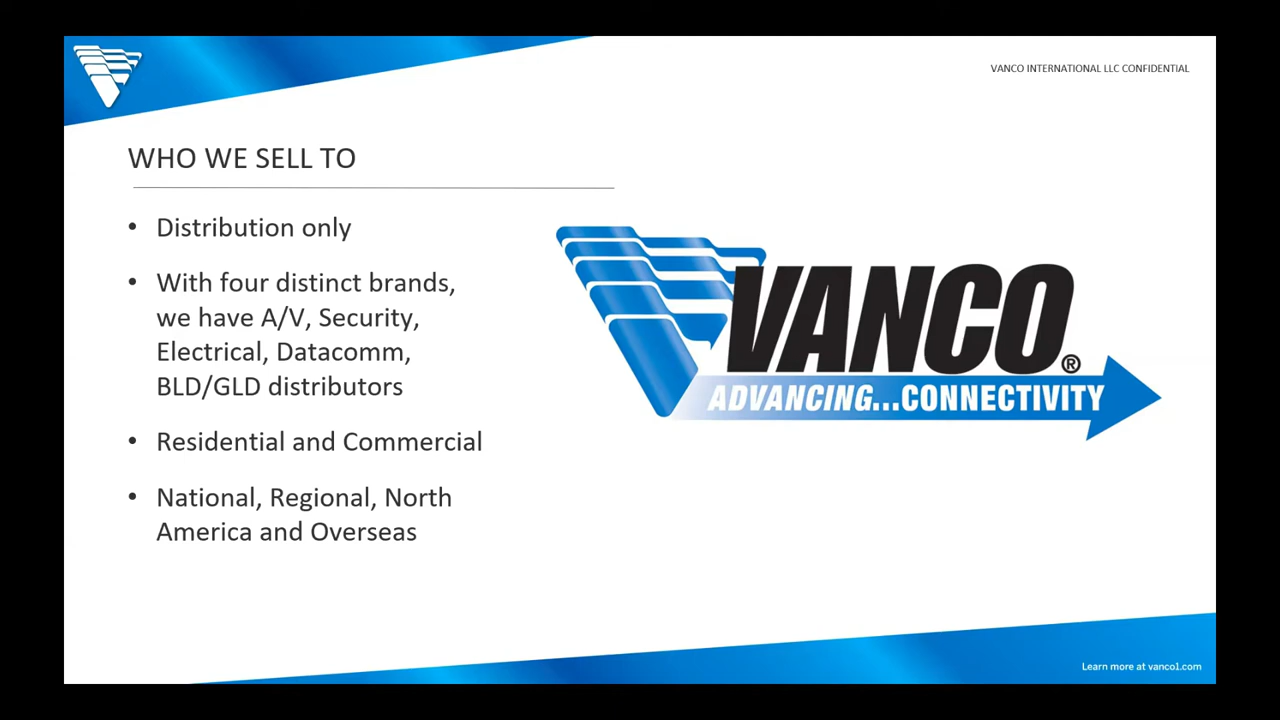 VANCO INTERNATIONAL LLC CONFIDENTIAL
WHO WE SELL TO
• Distribution only
• With four distinct brands,
we have A/V, Security,
Electrical, Datacomm,
BLD/GLD distributors
• Residential and Commercial
• National, Regional, North
America and Overseas
VANCO®
ADVANCING...CONNECTIVITY
Learn more at vanco1.com